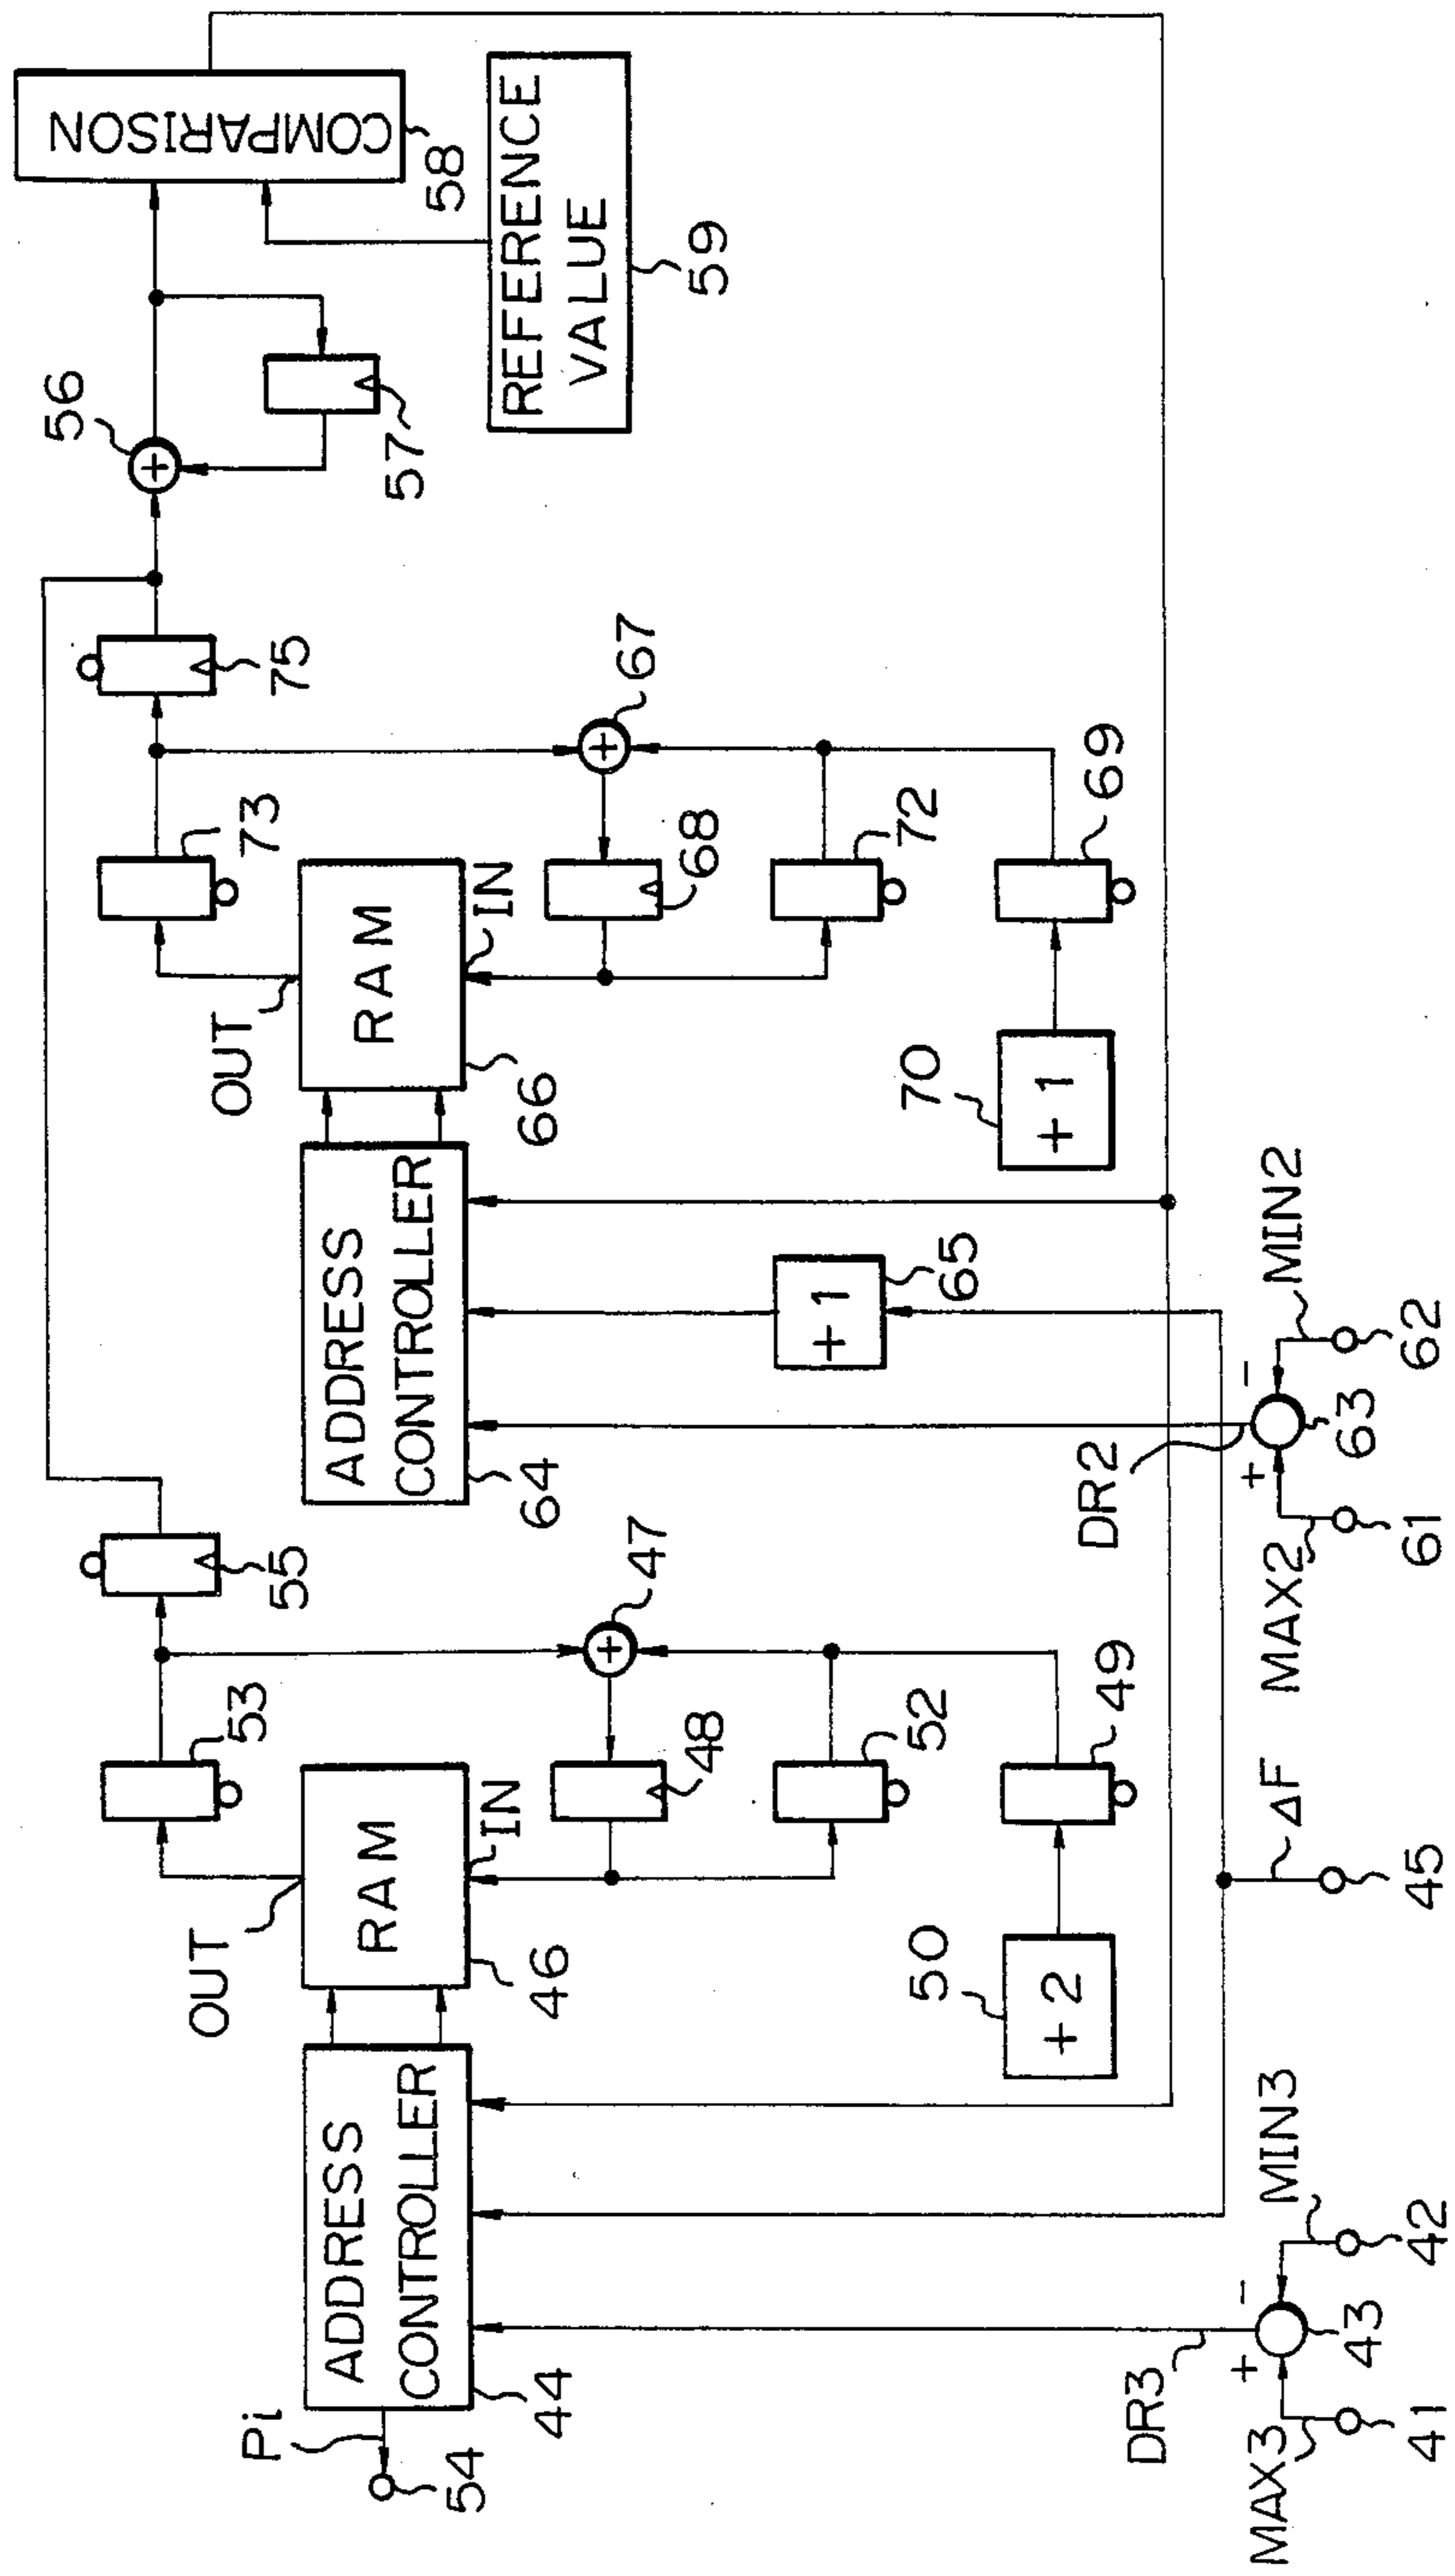 Pi
54
ADDRESS
CONTROLLER
44
OUT
RAM
46
IN
53
55
47
48
52
49
+2
50
MAX3
41
+
-
43
DR3
MIN3
42
ΔF
45
ADDRESS
CONTROLLER
64
OUT
RAM
66
IN
73
75
+
67
68
72
69
+1
70
+1
65
MAX2
61
+
-
63
DR2
MIN2
62
+
56
57
COMPARISON
58
REFERENCE
VALUE
59
+